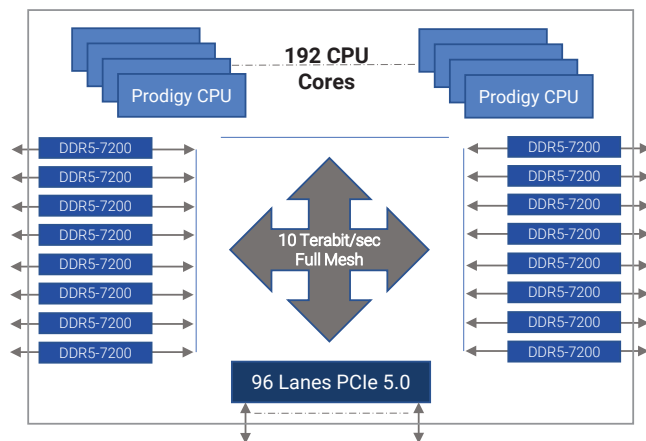 192 CPU
Cores
Prodigy CPU
Prodigy CPU
DDR5-7200
DDR5-7200
DDR5-7200
DDR5-7200
DDR5-7200
DDR5-7200
DDR5-7200
DDR5-7200
10 Terabit/sec
Full Mesh
DDR5-7200
DDR5-7200
DDR5-7200
DDR5-7200
DDR5-7200
DDR5-7200
DDR5-7200
DDR5-7200
96 Lanes PCIe 5.0